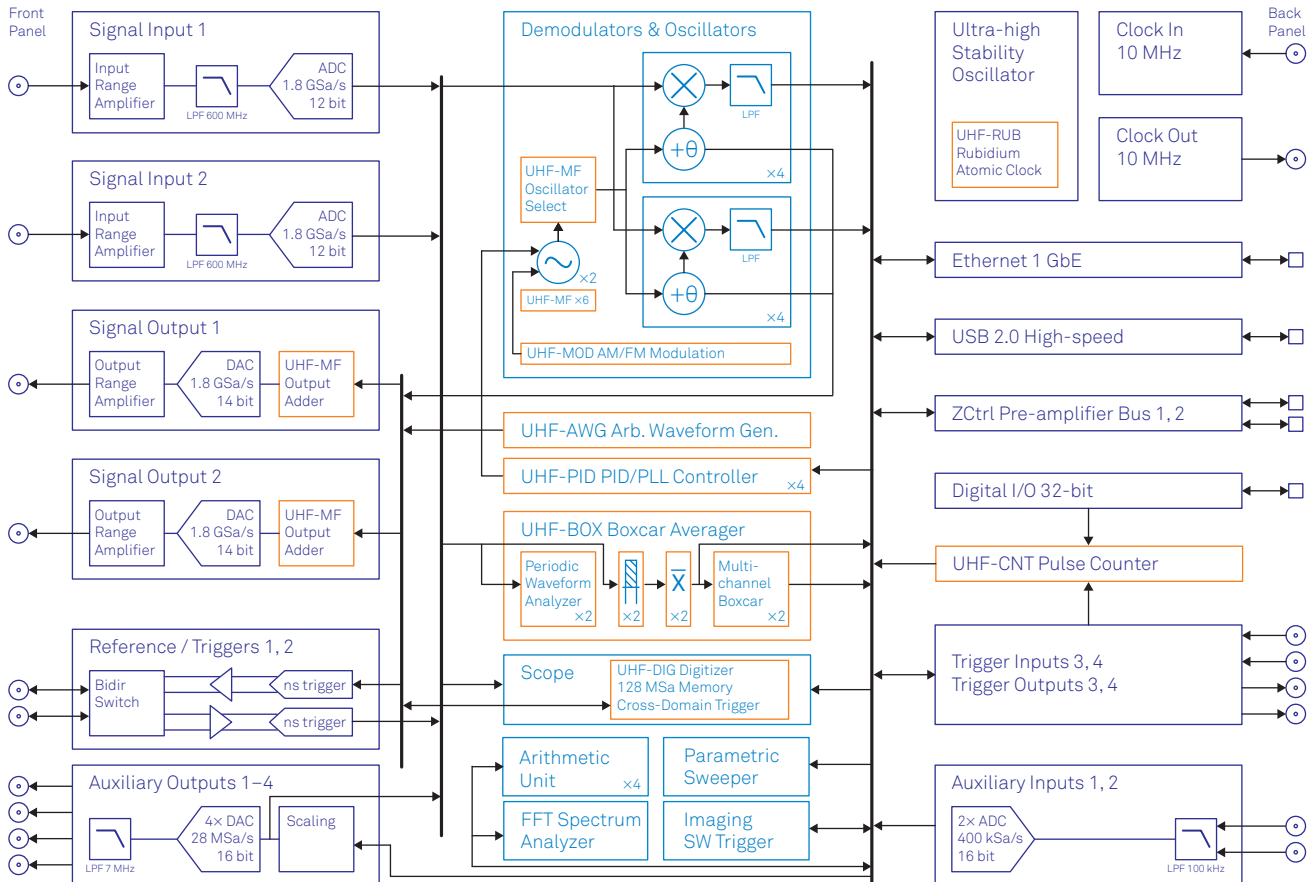 Front
Panel
Signal Input 1
Input
Range
Amplifier
LPF 600 MHz
ADC
1.8 GSa/s
12 bit
Signal Input 2
Input
Range
Amplifier
LPF 600 MHz
ADC
1.8 GSa/s
12 bit
Signal Output 1
Output
Range
Amplifier
DAC
1.8 GSa/s
14 bit
UHF-MF
Output
Adder
Signal Output 2
Output
Range
Amplifier
DAC
1.8 GSa/s
14 bit
UHF-MF
Output
Adder
Reference / Triggers 1, 2
Bidir
Switch
ns trigger
ns trigger
Auxiliary Outputs 1–4
LPF 7 MHz
4× DAC
28 MSa/s
16 bit
Scaling
Demodulators & Oscillators
LPF
+θ
×4
UHF-MF
Oscillator
Select
×2
UHF-MF ×6
LPF
+θ
×4
UHF-MOD AM/FM Modulation
UHF-AWG Arb. Waveform Gen.
UHF-PID PID/PLL Controller
×4
UHF-BOX Boxcar Averager
Periodic
Waveform
Analyzer
×2
×2
X̅
×2
Multi-
channel
Boxcar
×2
Scope
UHF-DIG Digitizer
128 MSa Memory
Cross-Domain Trigger
Arithmetic
Unit
×4
Parametric
Sweeper
FFT Spectrum
Analyzer
Imaging
SW Trigger
Ultra-high
Stability
Oscillator
UHF-RUB
Rubidium
Atomic Clock
Clock In
10 MHz
Clock Out
10 MHz
Back
Panel
Ethernet 1 GbE
USB 2.0 High-speed
ZCtrl Pre-amplifier Bus 1, 2
Digital I/O 32-bit
UHF-CNT Pulse Counter
Trigger Inputs 3, 4
Trigger Outputs 3, 4
Auxiliary Inputs 1, 2
2× ADC
400 kSa/s
16 bit
LPF 100 kHz